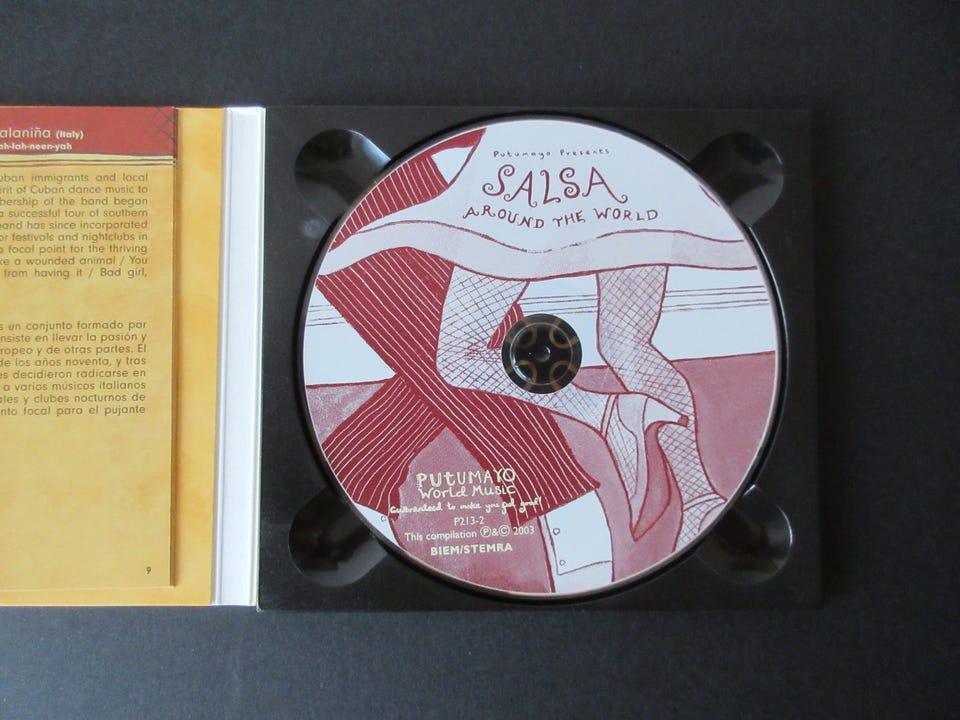 alaniña (Italy)
oh-lah-neen-yah
uban immigrants and local
irit of Cuban dance music to
bership of the band began
a successful tour of southern
band has since incorporated
or festivals and nightclubs in
a focal point for the thriving
ke a wounded animal / You
from having it / Bad girl,
s un conjunto formado por
nsiste en llevar la pasión y
ropeo y de otras partes. El
de los años noventa, y tras
es decidieron radicarse en
a varios músicos italianos
ales y clubes nocturnos de
nto focal para el pujante
9
Putumayo Presents
SALSA
AROUND THE WORLD
PUTUMAYO
World Music
Guaranteed to make you feel good!
P213-2
This compilation ℗&© 2003
BIEM/STEMRA